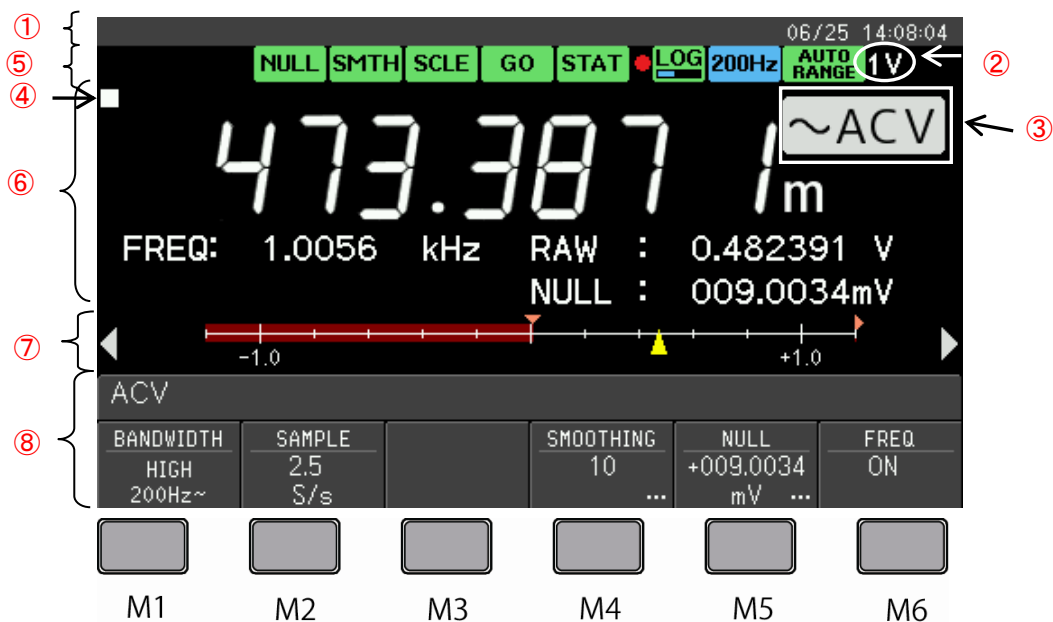 ① 06/25 14:08:04
⑤ NULL SMTH SCLE GO STAT LOG 200Hz AUTO RANGE 1V ②
④
～ACV ③
⑥ 473.387 1m
FREQ: 1.0056 kHz RAW : 0.482391 V
NULL : 009.0034mV
⑦
-1.0 +1.0
ACV
⑧ BANDWIDTH SAMPLE SMOOTHING NULL FREQ
HIGH 2.5 10 +009.0034 ON
200Hz~ S/s ... mV ...
M1 M2 M3 M4 M5 M6